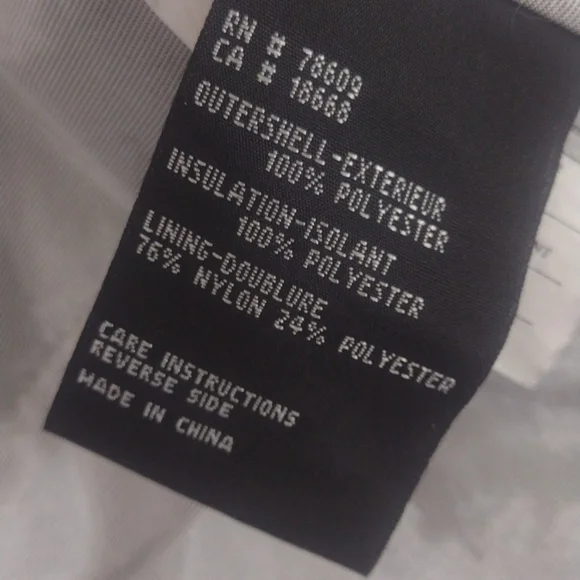 RN # 78609
CA # 16666
OUTERSHELL-EXTERIEUR
100% POLYESTER
INSULATION-ISOLANT
100% POLYESTER
LINING-DOUBLURE
76% NYLON 24% POLYESTER
CARE INSTRUCTIONS
REVERSE SIDE
MADE IN CHINA